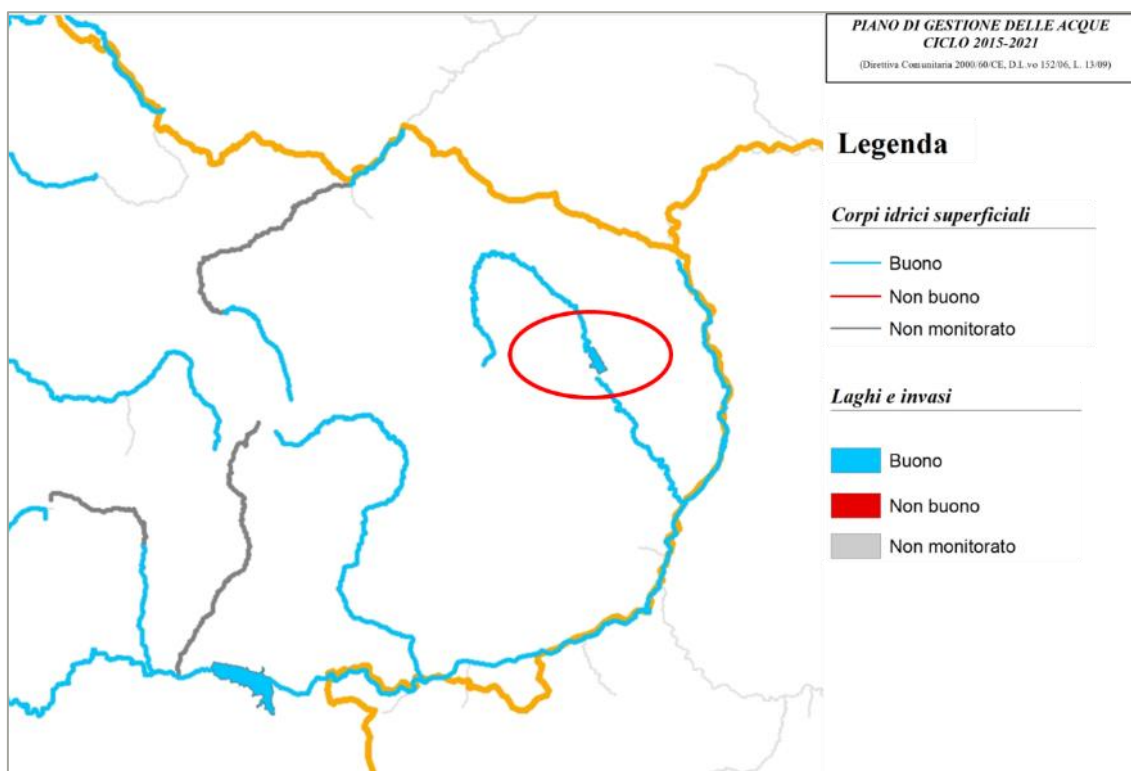 PIANO DI GESTIONE DELLE ACQUE
CICLO 2015-2021
(Direttiva Comunitaria 2000/60/CE, D.L.vo 152/06, L. 13/09)
Legenda
Corpi idrici superficiali
Buono
Non buono
Non monitorato
Laghi e invasi
Buono
Non buono
Non monitorato